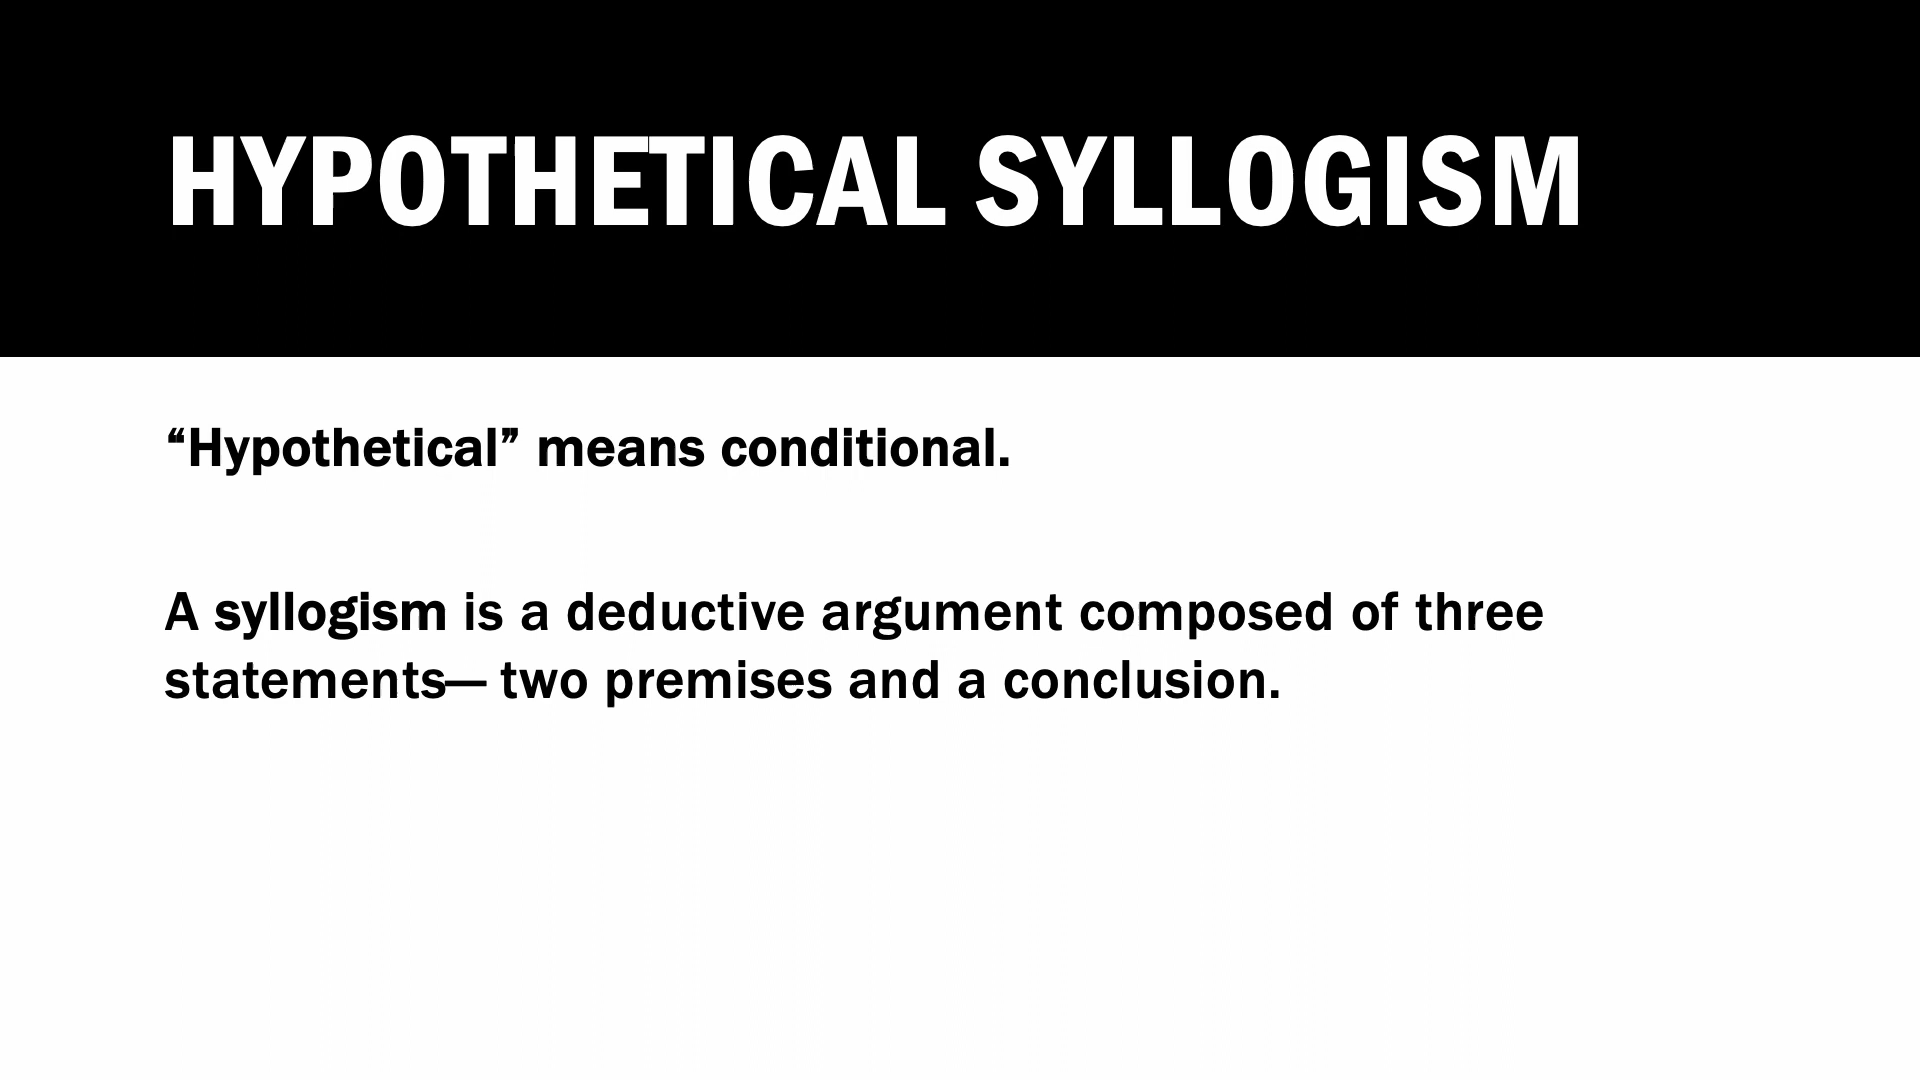 HYPOTHETICAL SYLLOGISM
“Hypothetical” means conditional.
A syllogism is a deductive argument composed of three
statements— two premises and a conclusion.